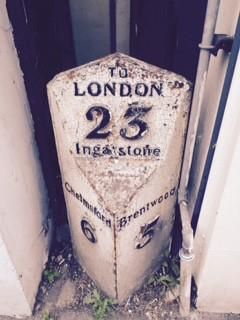 TO
LONDON
23
Ingatstone
Chelmsford
6
Brentwood
5